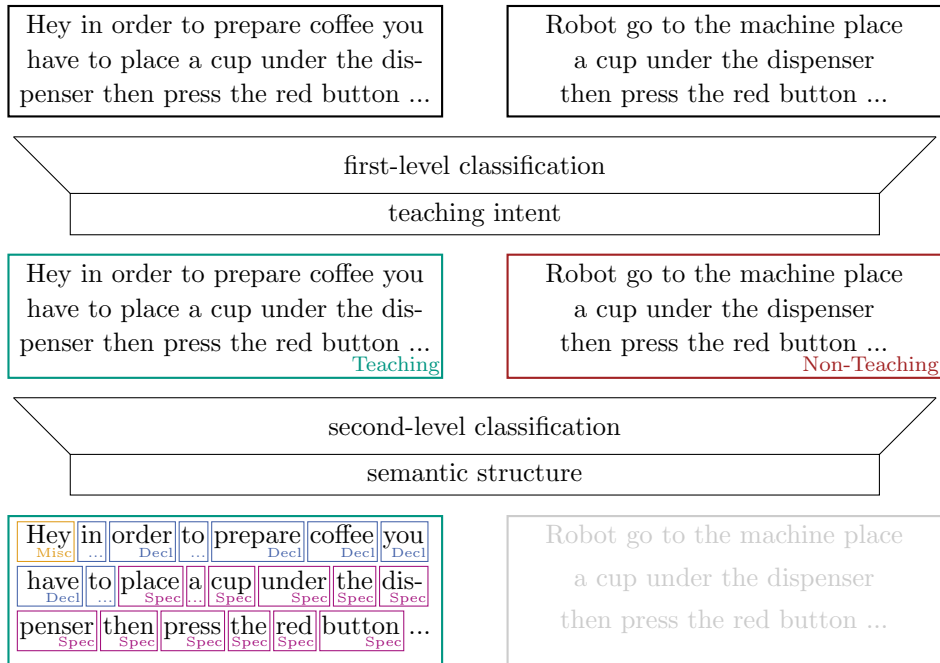 Hey in order to prepare coffee you
have to place a cup under the dis-
penser then press the red button ...
Robot go to the machine place
a cup under the dispenser
then press the red button ...
first-level classification
teaching intent
Hey in order to prepare coffee you
have to place a cup under the dis-
penser then press the red button ...
Teaching
Robot go to the machine place
a cup under the dispenser
then press the red button ...
Non-Teaching
second-level classification
semantic structure
Hey in order to prepare coffee you
Misc ... Decl ... Decl Decl Decl
have to place a cup under the dis-
Decl ... Spec ... Spec Spec Spec Spec
penser then press the red button ...
Spec Spec Spec Spec Spec Spec
Robot go to the machine place
a cup under the dispenser
then press the red button ...